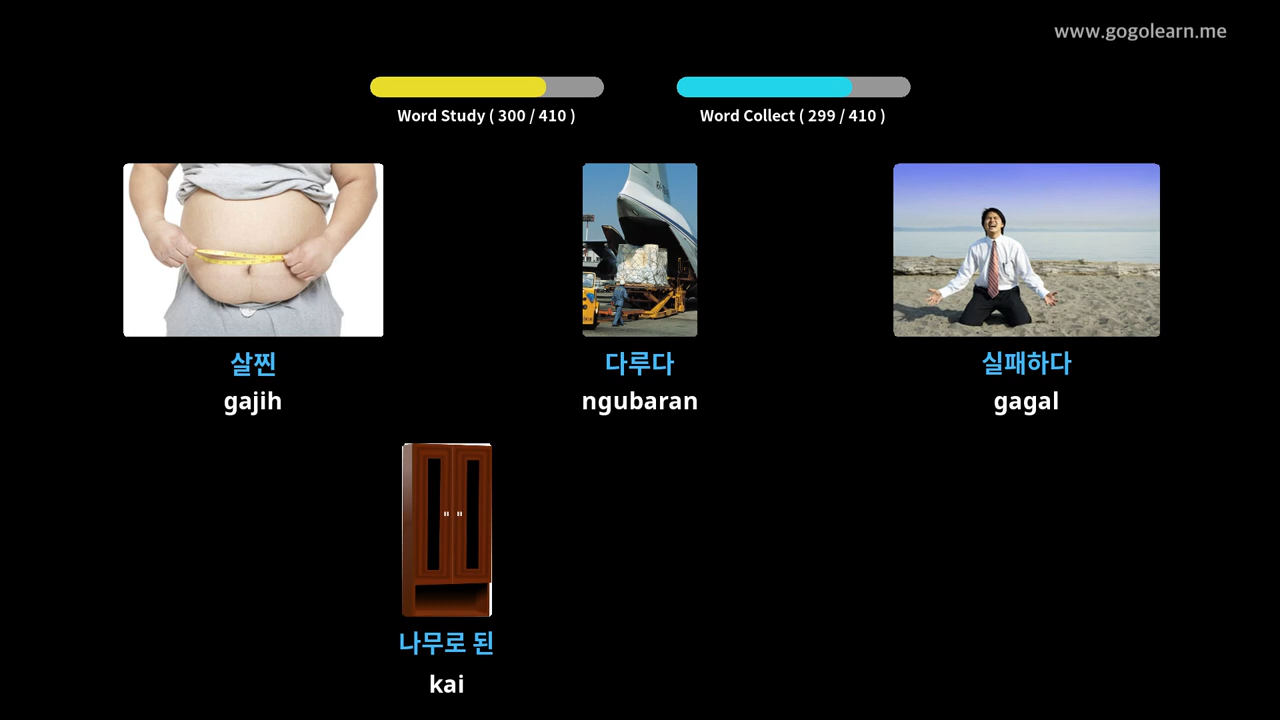 www.gogolearn.me
Word Study ( 300 / 410 )
Word Collect ( 299 / 410 )
살찐
gajih
다루다
ngubaran
실패하다
gagal
나무로 된
kai